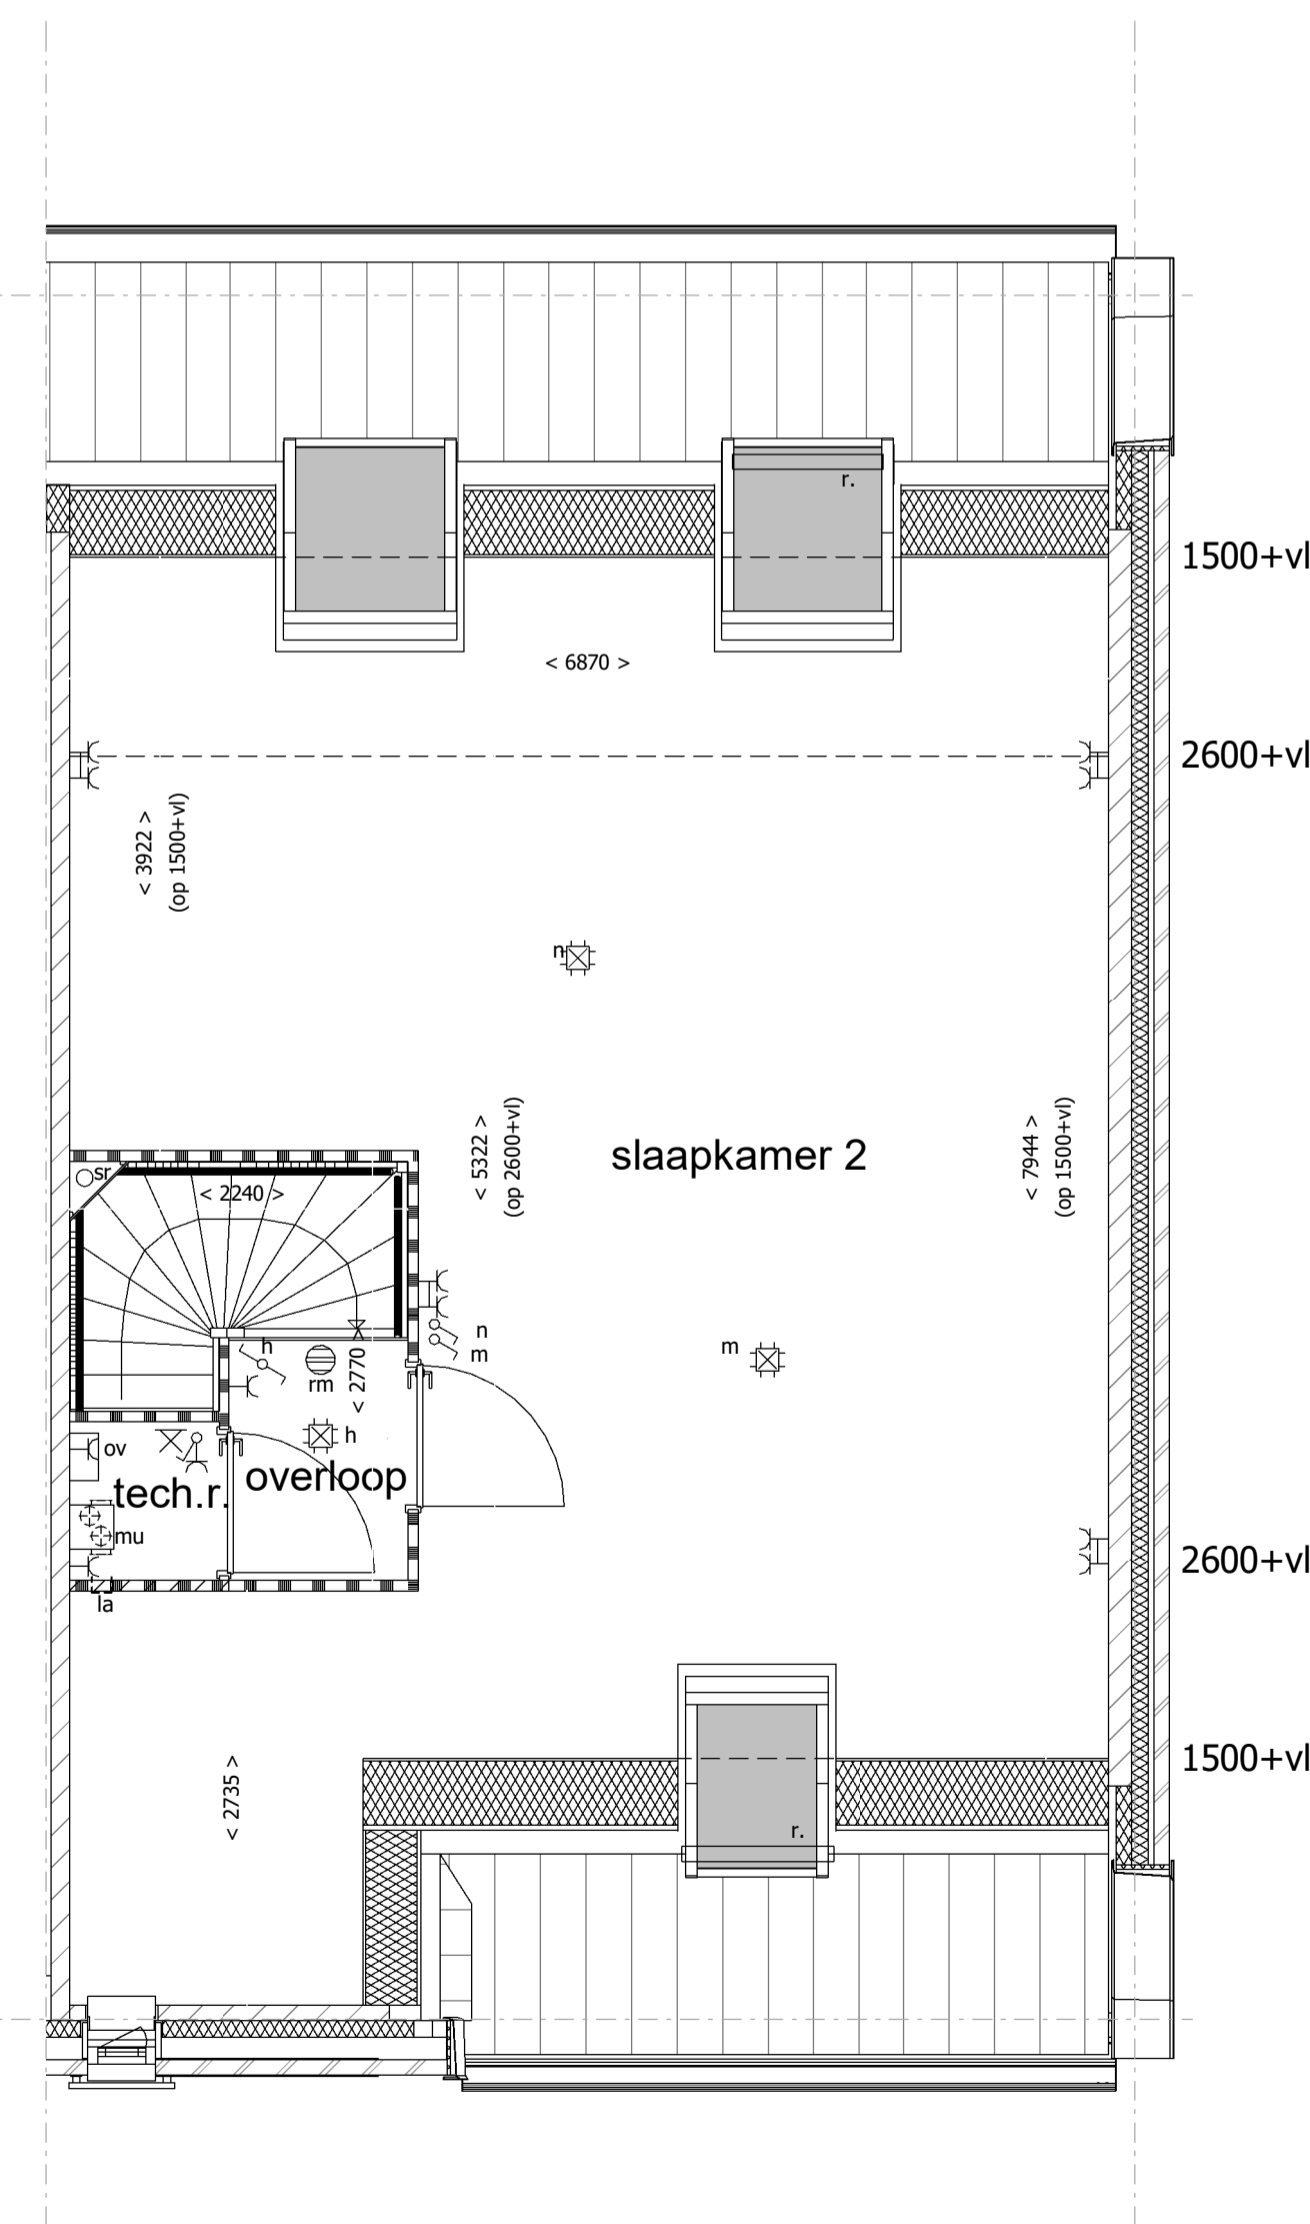 r.
1500+vl
< 6870 >
2600+vl
< 3922 >
(op 1500+vl)
n
< 5322 >
(op 2600+vl)
slaapkamer 2
< 7944 >
(op 1500+vl)
sr
< 2240 >
n
m
h
rm
< 2770 >
m
h
ov
tech.r.
overloop
mu
la
2600+vl
1500+vl
< 2735 >
r.